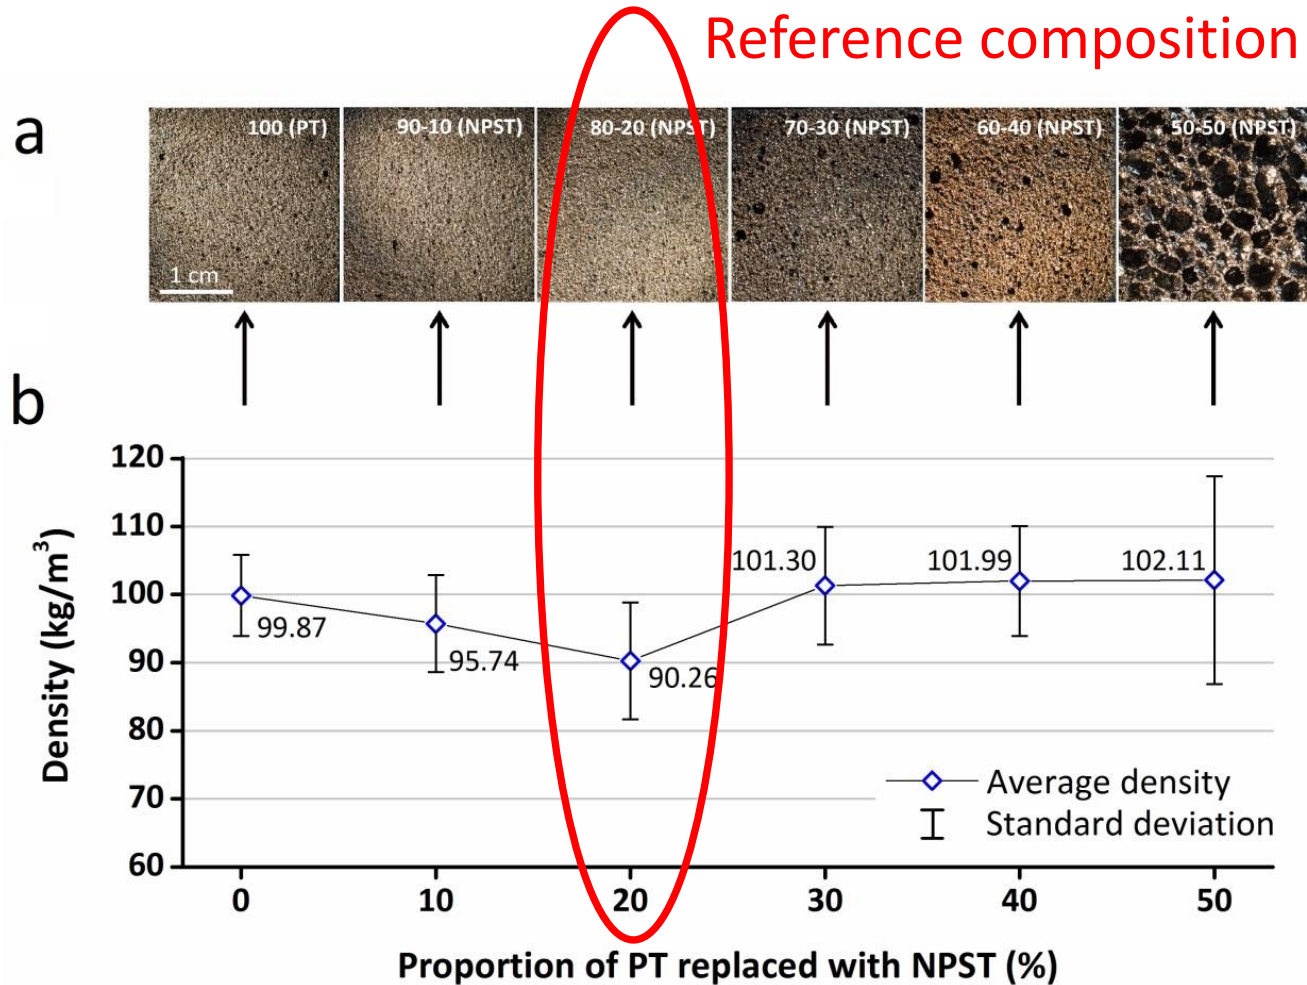 Reference composition
a
100 (PT)
90-10 (NPST)
80-20 (NPST)
70-30 (NPST)
60-40 (NPST)
50-50 (NPST)
1 cm
b
Density (kg/m³)
120
110
100
90
80
70
60
99.87
95.74
90.26
101.30
101.99
102.11
Average density
Standard deviation
0
10
20
30
40
50
Proportion of PT replaced with NPST (%)